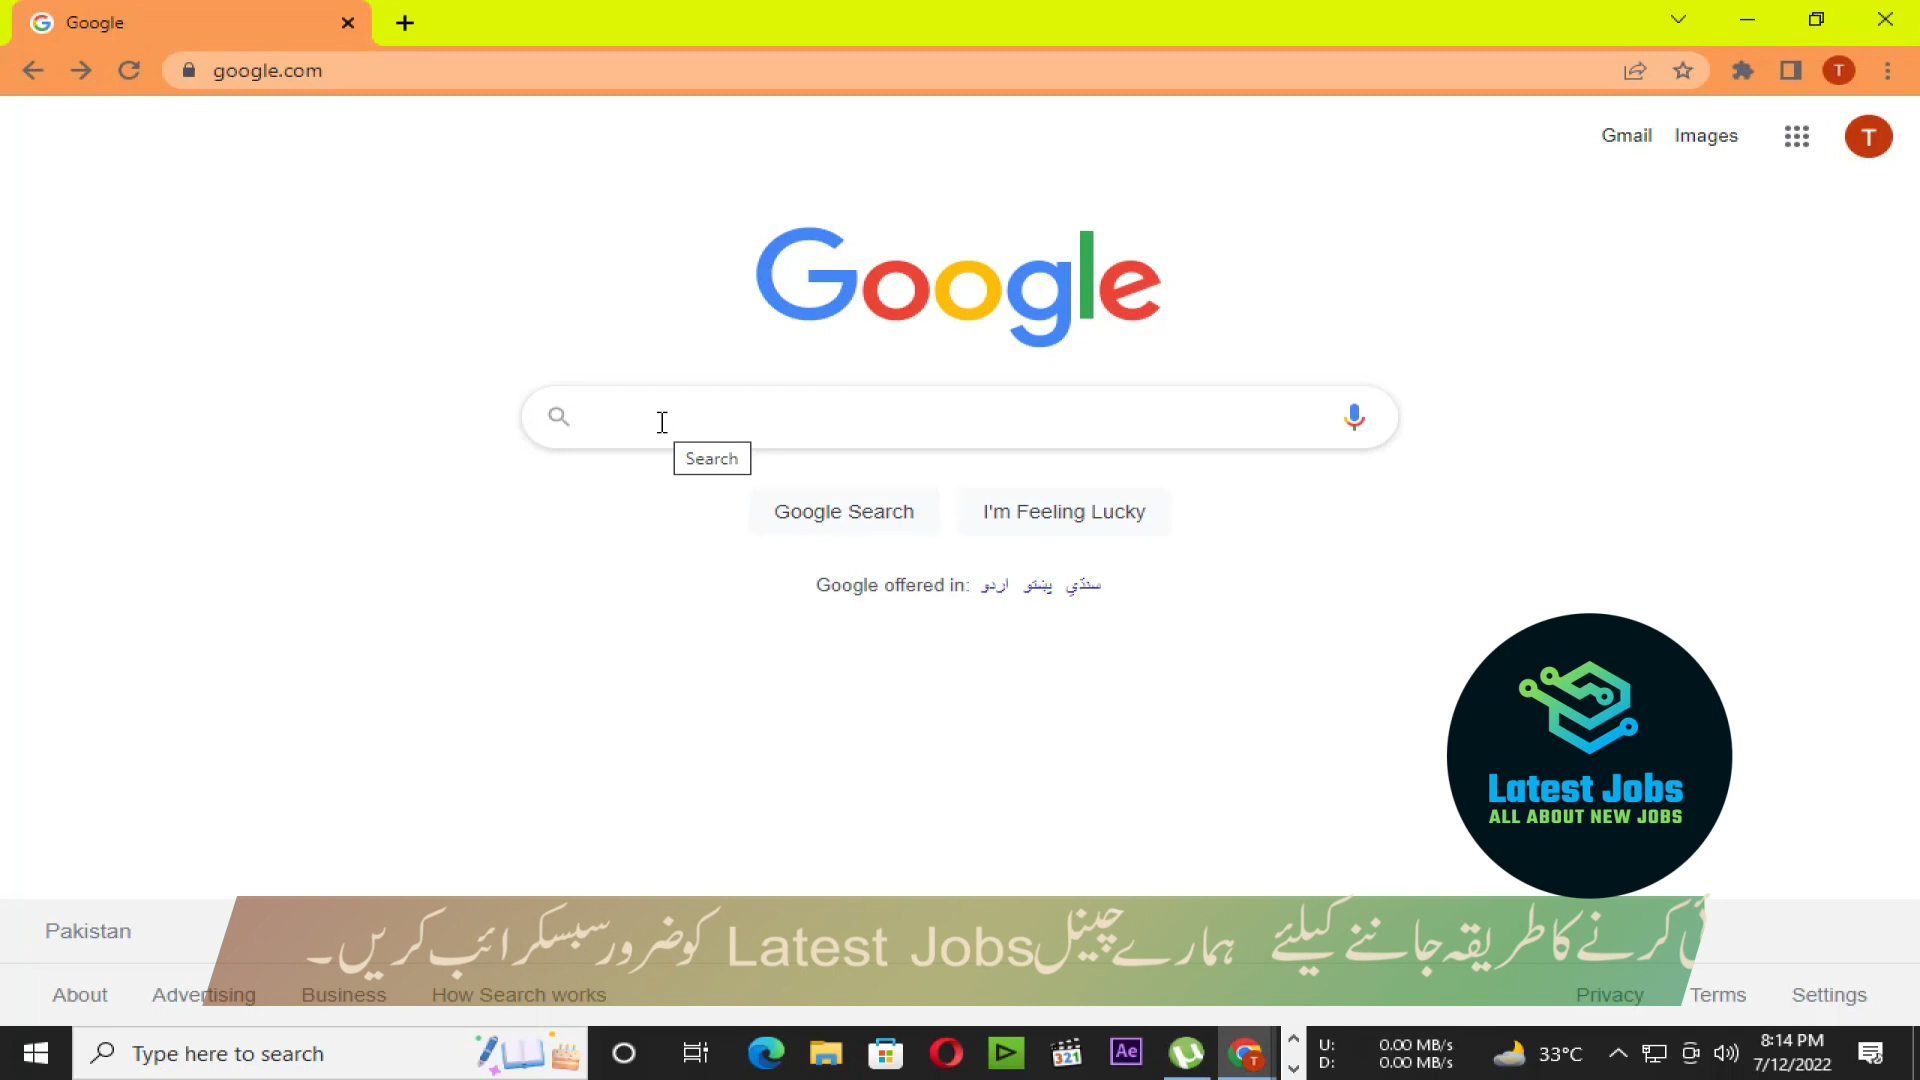 Google
google.com
T
Gmail Images
T
Google
Search
Google Search I'm Feeling Lucky
Google offered in: اردو پښتو سنڌي
Latest Jobs
ALL ABOUT NEW JOBS
Pakistan
کرنے کا طریقہ جاننے کیلئے ہمارے چینل Latest Jobs کو ضرور سبسکرائب کریں۔
About Advertising Business How Search works Privacy Terms Settings
Type here to search
321
Ae
T
U: 0.00 MB/s
D: 0.00 MB/s
33°C
8:14 PM
7/12/2022